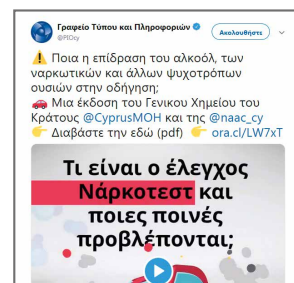 Γραφείο Τύπου και Πληροφοριών
@PIOcy
Ακολουθήστε
⚠️ Ποια η επίδραση του αλκοόλ, των
ναρκωτικών και άλλων ψυχοτρόπων
ουσιών στην οδήγηση;
🚗 Μια έκδοση του Γενικου Χημείου του
Κράτους @CyprusMOH και της @naac_cy
👉 Διαβάστε την εδώ (pdf) 👉 ora.cl/LW7xT
Τι είναι ο έλεγχος
Νάρκοτεστ και
ποιες ποινές
προβλέπονται;